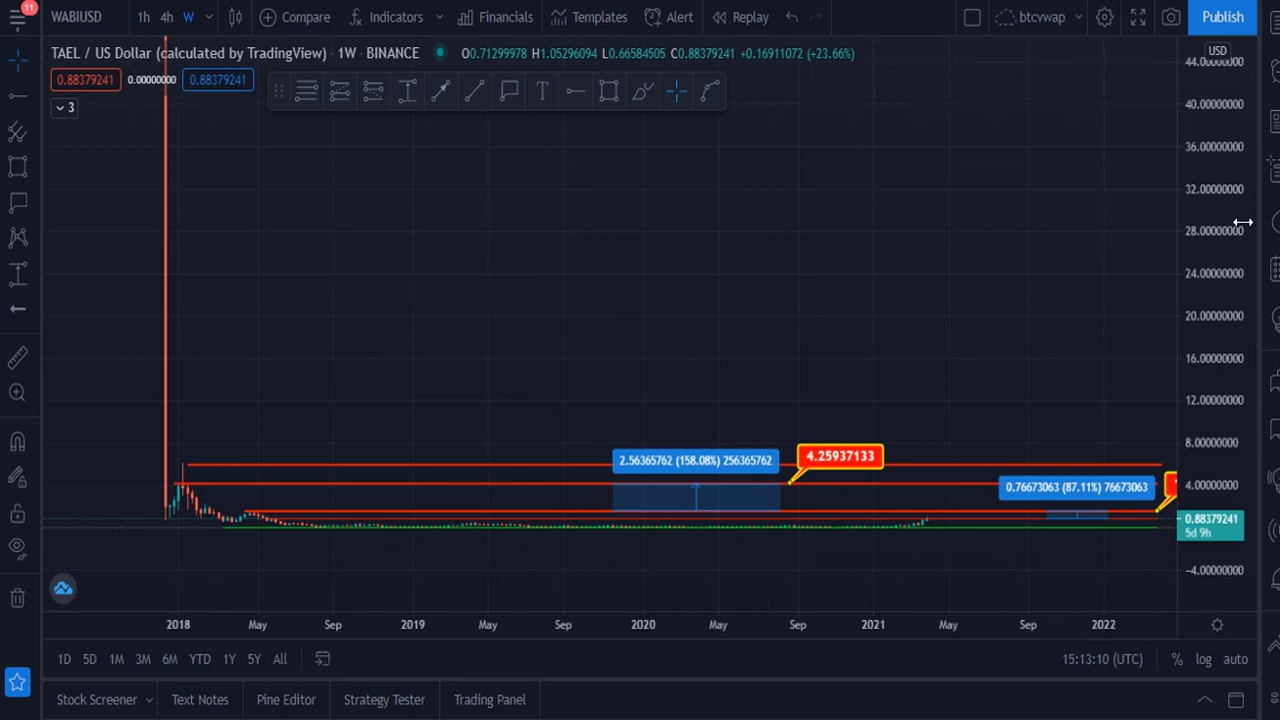 11
WABIUSD
1h 4h W
Compare
Indicators
Financials
Templates
Alert
Replay
btcvwap
Publish
TAEL / US Dollar (calculated by TradingView) · 1W · BINANCE
O0.71299978 H1.05296094 L0.66584505 C0.88379241 +0.16911072 (+23.66%)
USD
0.88379241
0.00000000
0.88379241
3
44.00000000
40.00000000
36.00000000
32.00000000
28.00000000
24.00000000
20.00000000
16.00000000
12.00000000
8.00000000
4.00000000
0.88379241
5d 9h
−4.00000000
2.56365762 (158.08%) 256365762
4.25937133
0.76673063 (87.11%) 76673063
2018 May Sep 2019 May Sep 2020 May Sep 2021 May Sep 2022
1D 5D 1M 3M 6M YTD 1Y 5Y All
15:13:10 (UTC)
% log auto
Stock Screener
Text Notes
Pine Editor
Strategy Tester
Trading Panel